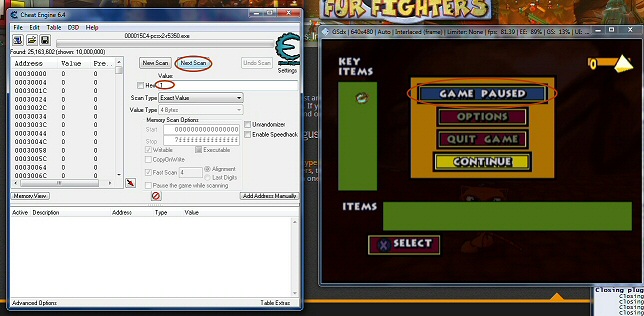 FUR FIGHTERS
Cheat Engine 6.4
File Edit Table D3D Help
000015C4-pcsx2-r5350.exe
Found: 25,163,602 (shown: 10,000,000)
Address Value Pre..
00030000 0 0
00030004 0 0
0003001C 0 0
00030024 0 0
0003002C 0 0
00030034 0 0
0003003C 0 0
00030044 0 0
0003004C 0 0
00030058 0 0
0003005C 0 0
00030064 0 0
0003006C 0 0
New Scan Next Scan Undo Scan
Settings
Value:
Hex 1
Scan Type Exact Value
Value Type 4 Bytes
Memory Scan Options
Start 0000000000000000
Stop 7fffffffffffffff
Writable Executable
CopyOnWrite
Fast Scan 4 Alignment
Last Digits
Pause the game while scanning
Unrandomizer
Enable Speedhack
Memory View Add Address Manually
Active Description Address Type Value
Advanced Options Table Extras
GSdx | 640x480 | Auto | Interlaced (frame) | Limiter: None | fps: 81.39 | EE: 89% | GS: 13% | UI: ...
KEY
ITEMS
GAME PAUSED
OPTIONS
QUIT GAME
CONTINUE
ITEMS
X SELECT
Closing plug
Closing
Closing
Closing